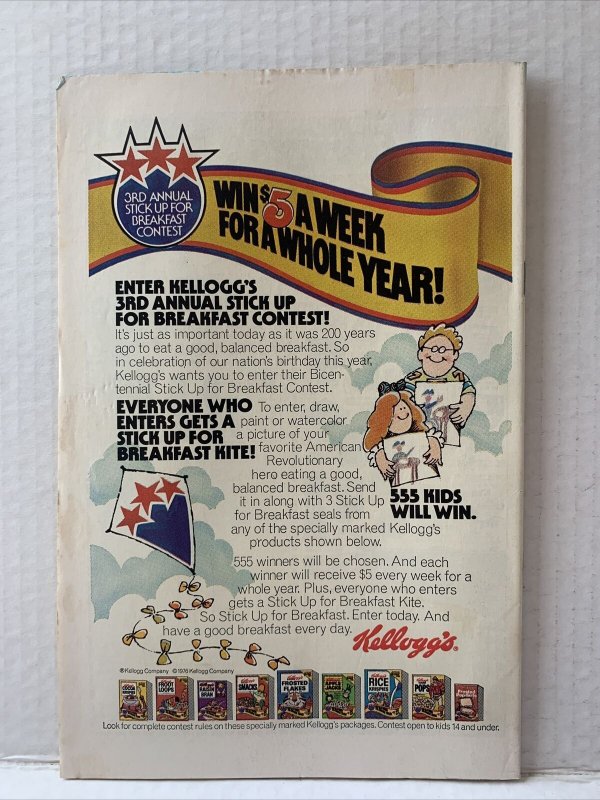 3RD ANNUAL
STICK UP FOR
BREAKFAST
CONTEST
WIN $5 A WEEK
FOR A WHOLE YEAR!
ENTER KELLOGG'S
3RD ANNUAL STICK UP
FOR BREAKFAST CONTEST!
It's just as important today as it was 200 years
ago to eat a good, balanced breakfast. So
in celebration of our nation's birthday this year,
Kellogg's wants you to enter their Bicen-
tennial Stick Up for Breakfast Contest.
EVERYONE WHO
ENTERS GETS A
STICK UP FOR
BREAKFAST KITE!
To enter, draw,
paint or watercolor
a picture of your
favorite American
Revolutionary
hero eating a good,
balanced breakfast. Send
it in along with 3 Stick Up
for Breakfast seals from
any of the specially marked Kellogg's
products shown below.
555 KIDS
WILL WIN.
555 winners will be chosen. And each
winner will receive $5 every week for a
whole year. Plus, everyone who enters
gets a Stick Up for Breakfast Kite.
So Stick Up for Breakfast. Enter today. And
have a good breakfast every day.
Kellogg's®
® Kellogg Company © 1976 Kellogg Company
COCOA KRISPIES
FROOT LOOPS
RAISIN BRAN
SMACKS
FROSTED FLAKES
APPLE JACKS
RICE KRISPIES
POPS
Look for complete contest rules on these specially marked Kellogg's packages. Contest open to kids 14 and under.